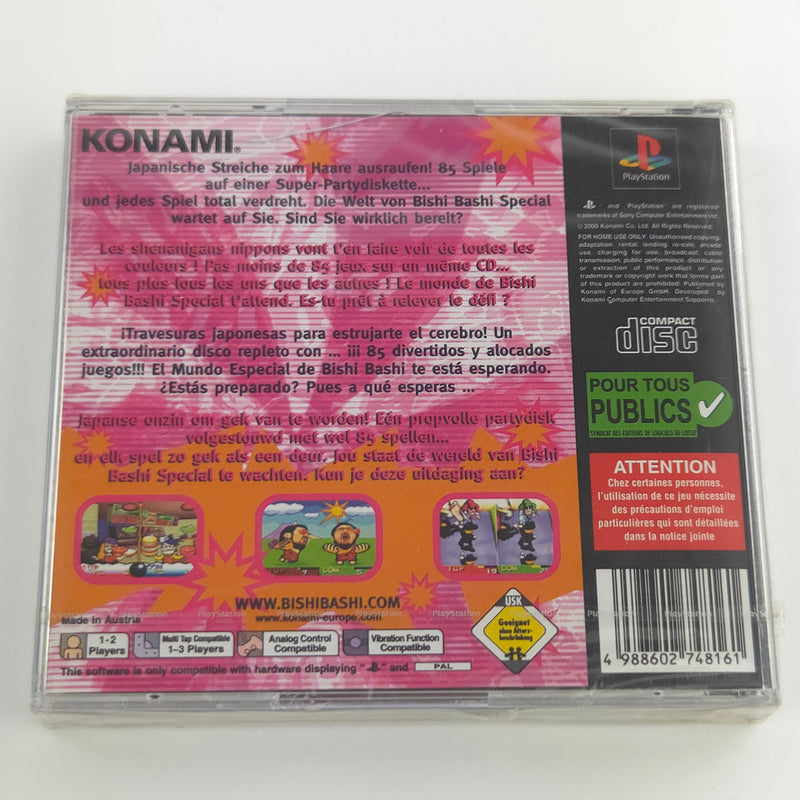 KONAMI®
Japanische Streiche zum Haare ausraufen! 85 Spiele
auf einer Super-Partydiskette...
und jedes Spiel total verdreht. Die Welt von Bishi Bashi Special
wartet auf Sie. Sind Sie wirklich bereit?
Les shenanigans nippons vont t'en faire voir de toutes les
couleurs ! Pas moins de 85 jeux sur un même CD...
tous plus fous les uns que les autres ! Le monde de Bishi
Bashi Special t'attend. Es-tu prêt à relever le défi ?
¡Travesuras japonesas para estrujarte el cerebro! Un
extraordinario disco repleto con ... ¡¡¡ 85 divertidos y alocados
juegos!!! El Mundo Especial de Bishi Bashi te está esperando.
¿Estás preparado? Pues a qué esperas ...
Japanse onzin om gek van te worden! Eén propvolle partydisk
volgestouwd met wel 85 spellen...
en elk spel zo gek als een deur. Jou staat de wereld van Bishi
Bashi Special te wachten. Kun je deze uitdaging aan?
WWW.BISHIBASHI.COM
www.konami-europe.com
Made in Austria
1-2
Players
Multi Tap Compatible
1-3 Players
Analog Control
Compatible
Vibration Function
Compatible
This software is only compatible with hardware displaying " " and PAL
USK
Geeignet
ohne Alters-
beschränkung
PlayStation
and PlayStation are registered
trademarks of Sony Computer Entertainment Inc.
© 2000 Konami Co. Ltd. All Rights Reserved.
FOR HOME USE ONLY. Unauthorised copying,
adaptation, rental, lending, re-sale, arcade
use, charging for use, broadcast, cable
transmission, public performance, distribution
or extraction of this product or any
trademark or copyright work that forms part
of this product are prohibited. Published by
Konami of Europe GmbH. Developed by
Konami Computer Entertainment Sapporo.
COMPACT
disc
POUR TOUS
PUBLICS
SYNDICAT DES EDITEURS DE LOGICIELS DE LOISIR
ATTENTION
Chez certaines personnes,
l'utilisation de ce jeu nécessite
des précautions d'emploi
particulières qui sont détaillées
dans la notice jointe
4 988602 748161